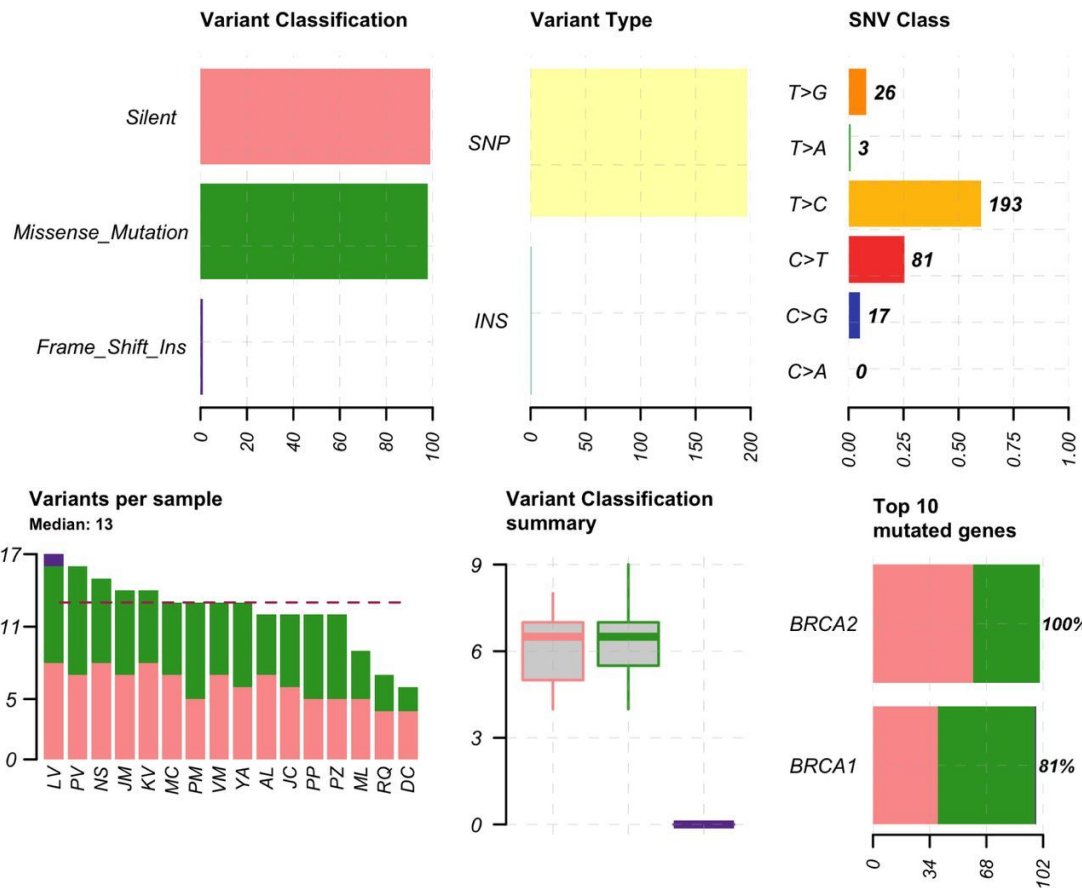 Variant Classification
Silent
Missense_Mutation
Frame_Shift_Ins
0 20 40 60 80 100
Variant Type
SNP
INS
0 50 100 150 200
SNV Class
T>G 26
T>A 3
T>C 193
C>T 81
C>G 17
C>A 0
0.00 0.25 0.50 0.75 1.00
Variants per sample
Median: 13
17
11
5
0
LV PV NS JM KV MC PM VM YA AL JC PP PZ ML RQ DC
Variant Classification
summary
9
6
3
0
Top 10
mutated genes
BRCA2 100%
BRCA1 81%
0 34 68 102